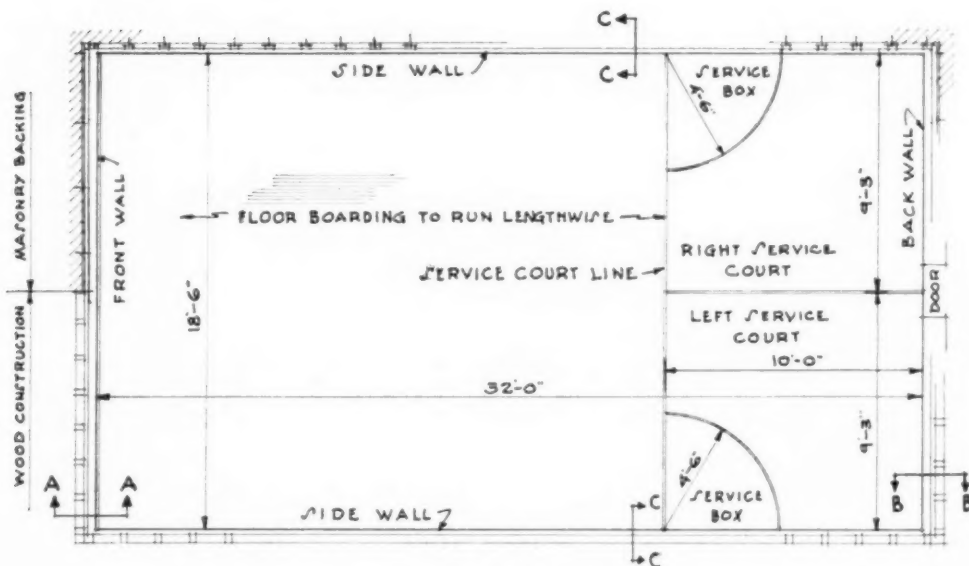 C
C
SIDE WALL
SERVICE
BOX
4'-6"
MASONRY BACKING
FRONT WALL
BACK WALL
9'-3"
FLOOR BOARDING TO RUN LENGTHWISE
RIGHT SERVICE
COURT
SERVICE COURT LINE
DOOR
18'-6"
LEFT SERVICE
COURT
10'-0"
32'-0"
WOOD CONSTRUCTION
9'-3"
4'-6"
A
A
B
B
SERVICE
BOX
C
SIDE WALL
C